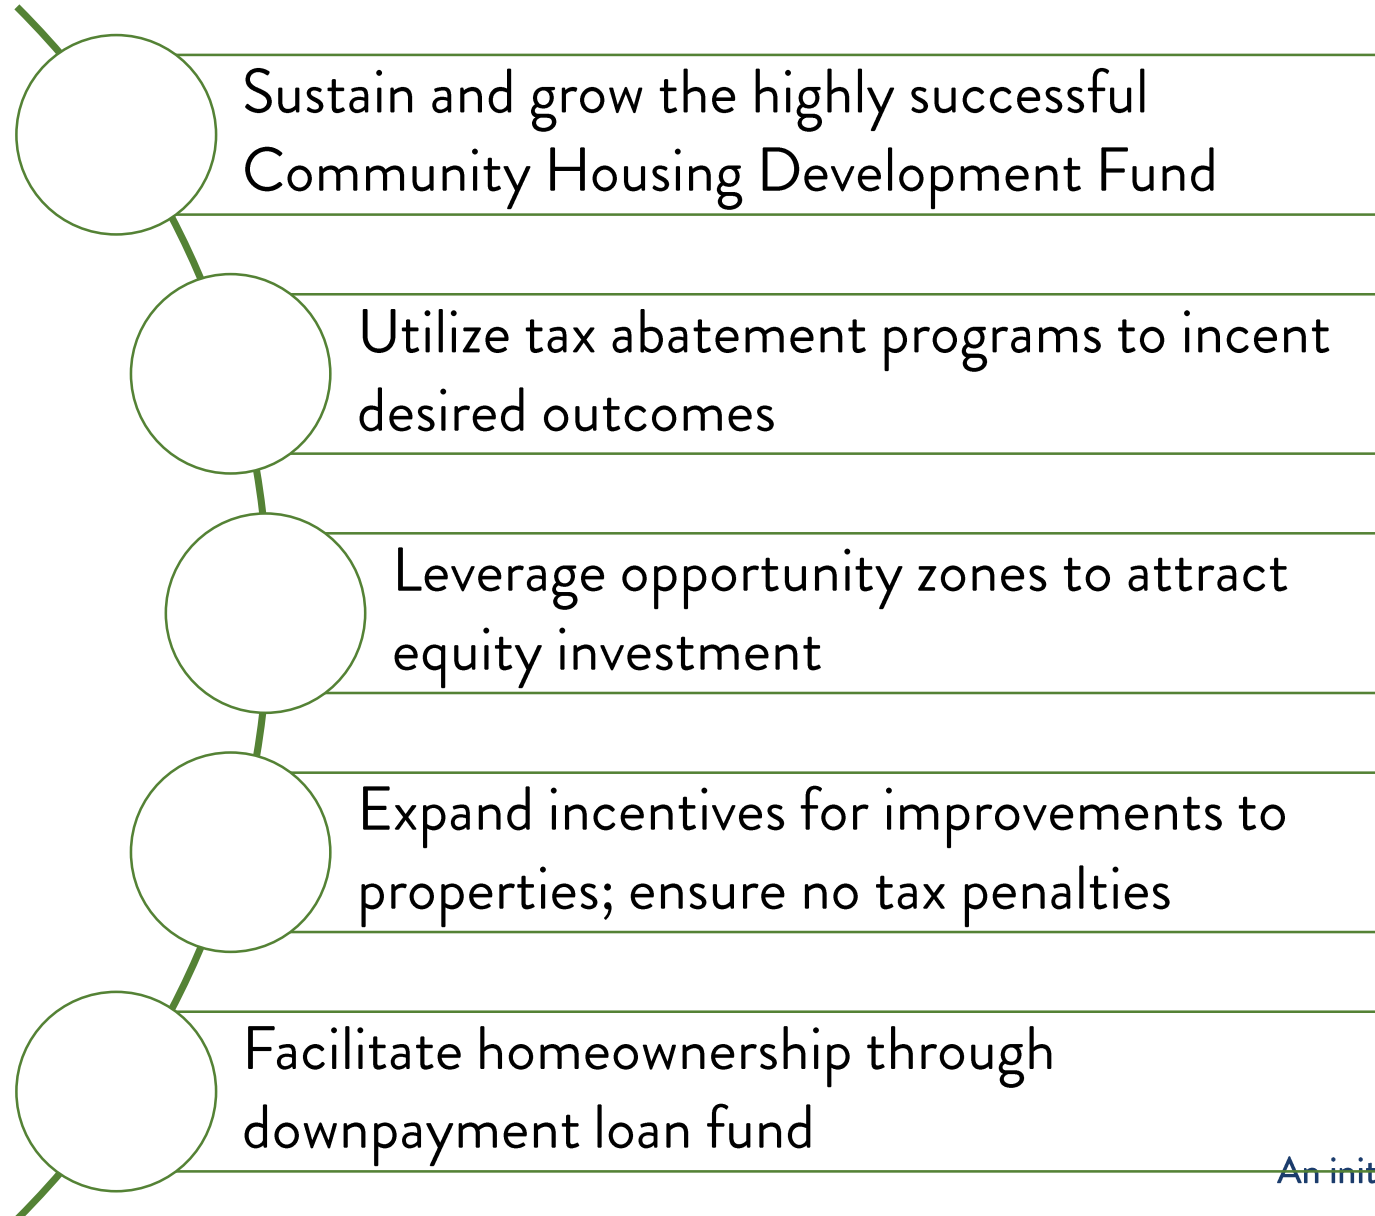 Sustain and grow the highly successful
Community Housing Development Fund
Utilize tax abatement programs to incent
desired outcomes
Leverage opportunity zones to attract
equity investment
Expand incentives for improvements to
properties; ensure no tax penalties
Facilitate homeownership through
downpayment loan fund
An